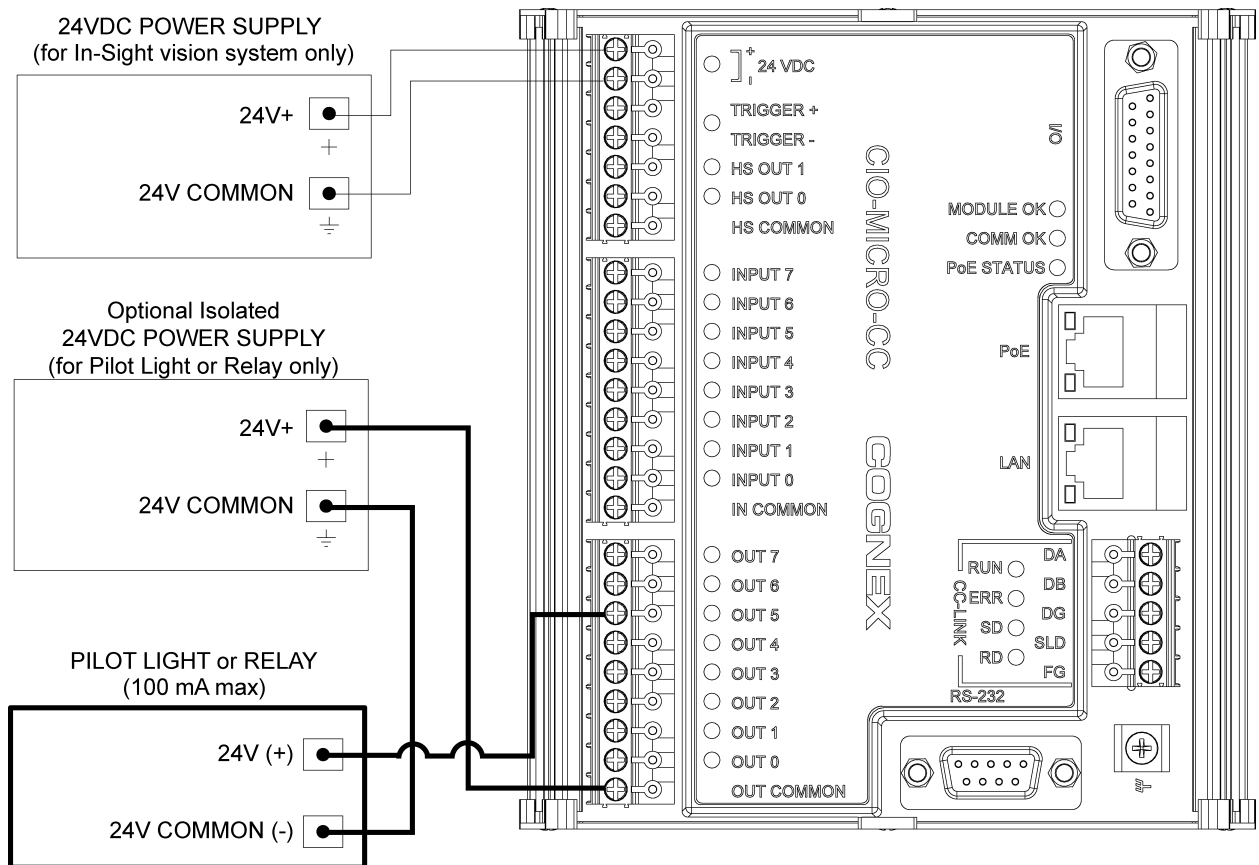 24VDC POWER SUPPLY
(for In-Sight vision system only)
24V+
24V COMMON
Optional Isolated
24VDC POWER SUPPLY
(for Pilot Light or Relay only)
24V+
24V COMMON
PILOT LIGHT or RELAY
(100 mA max)
24V (+)
24V COMMON (-)
+
-
24 VDC
TRIGGER +
TRIGGER -
HS OUT 1
HS OUT 0
HS COMMON
INPUT 7
INPUT 6
INPUT 5
INPUT 4
INPUT 3
INPUT 2
INPUT 1
INPUT 0
IN COMMON
OUT 7
OUT 6
OUT 5
OUT 4
OUT 3
OUT 2
OUT 1
OUT 0
OUT COMMON
CIO-MICRO-CC
COGNEX
I/O
MODULE OK
COMM OK
PoE STATUS
PoE
LAN
CC-LINK
RUN
ERR
SD
RD
DA
DB
DG
SLD
FG
RS-232